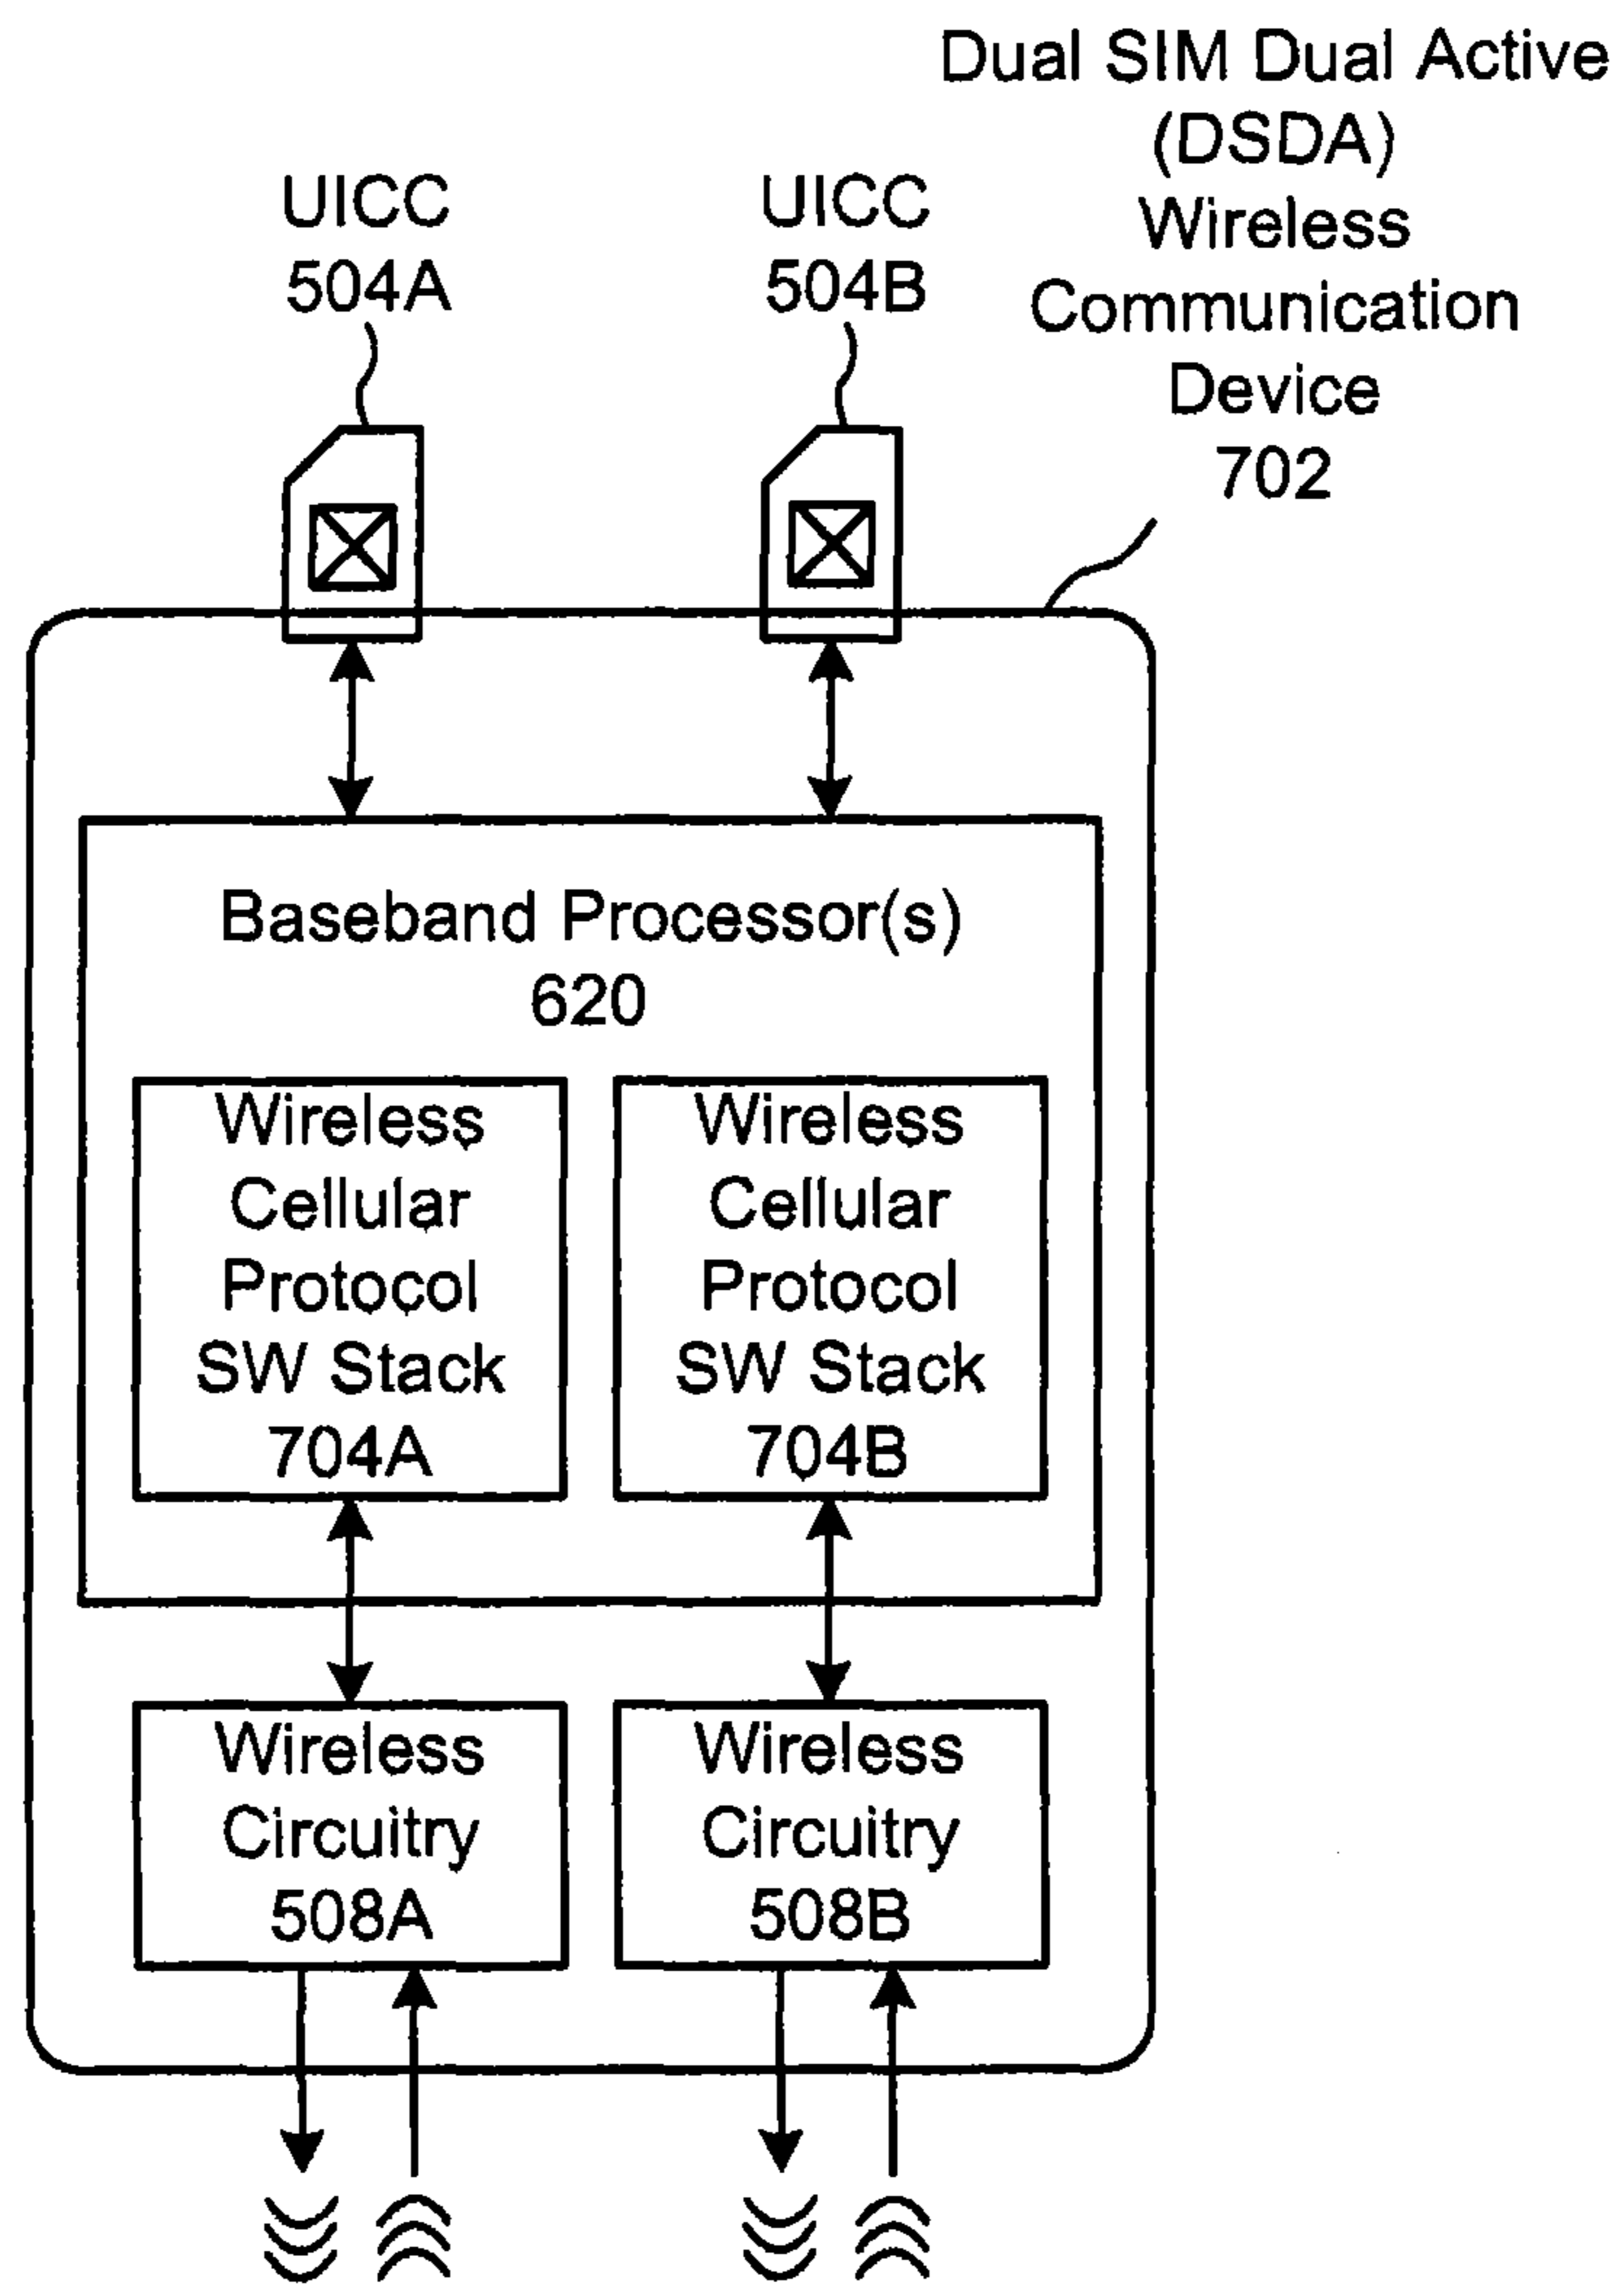 Dual SIM Dual Active
(DSDA)
Wireless
Communication
Device
702
UICC
504A
UICC
504B
Baseband Processor(s)
620
Wireless
Cellular
Protocol
SW Stack
704A
Wireless
Cellular
Protocol
SW Stack
704B
Wireless
Circuitry
508A
Wireless
Circuitry
508B